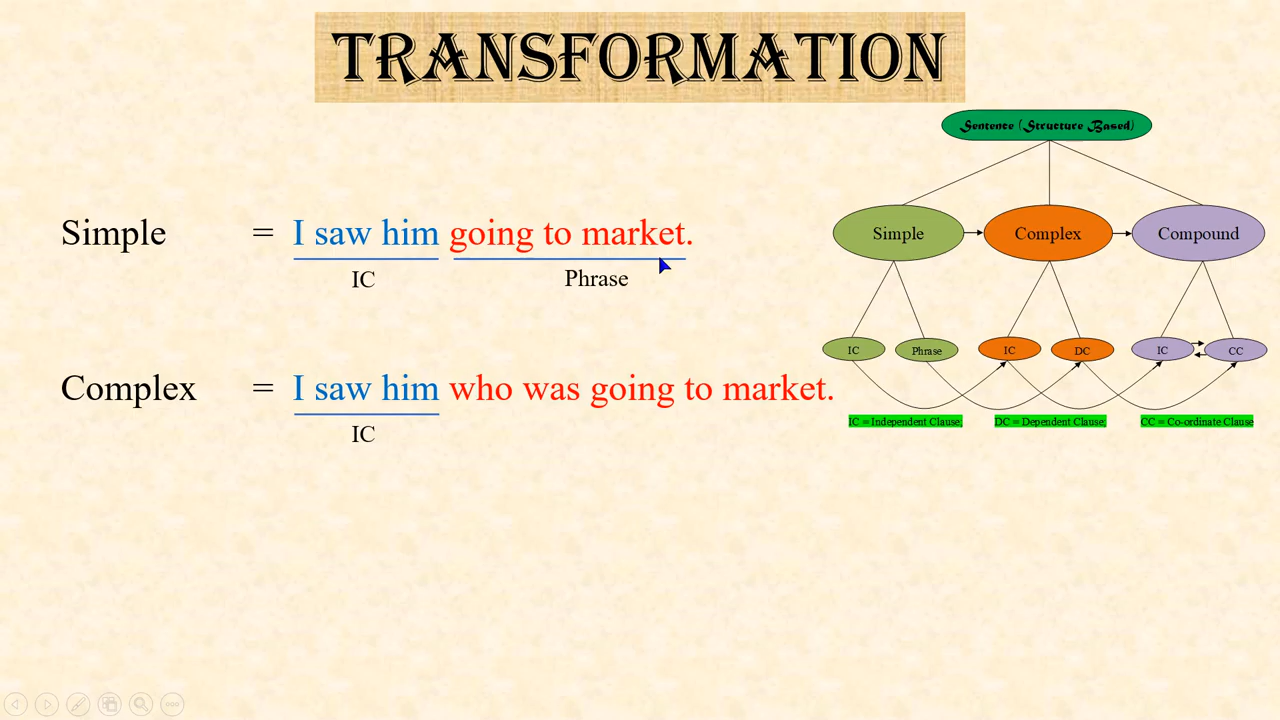 TRANSFORMATION
Sentence (Structure Based)
Simple = I saw him going to market.
IC Phrase
Complex = I saw him who was going to market.
IC
Simple Complex Compound
IC Phrase IC DC IC CC
IC = Independent Clause, DC = Dependent Clause, CC = Co-ordinate Clause